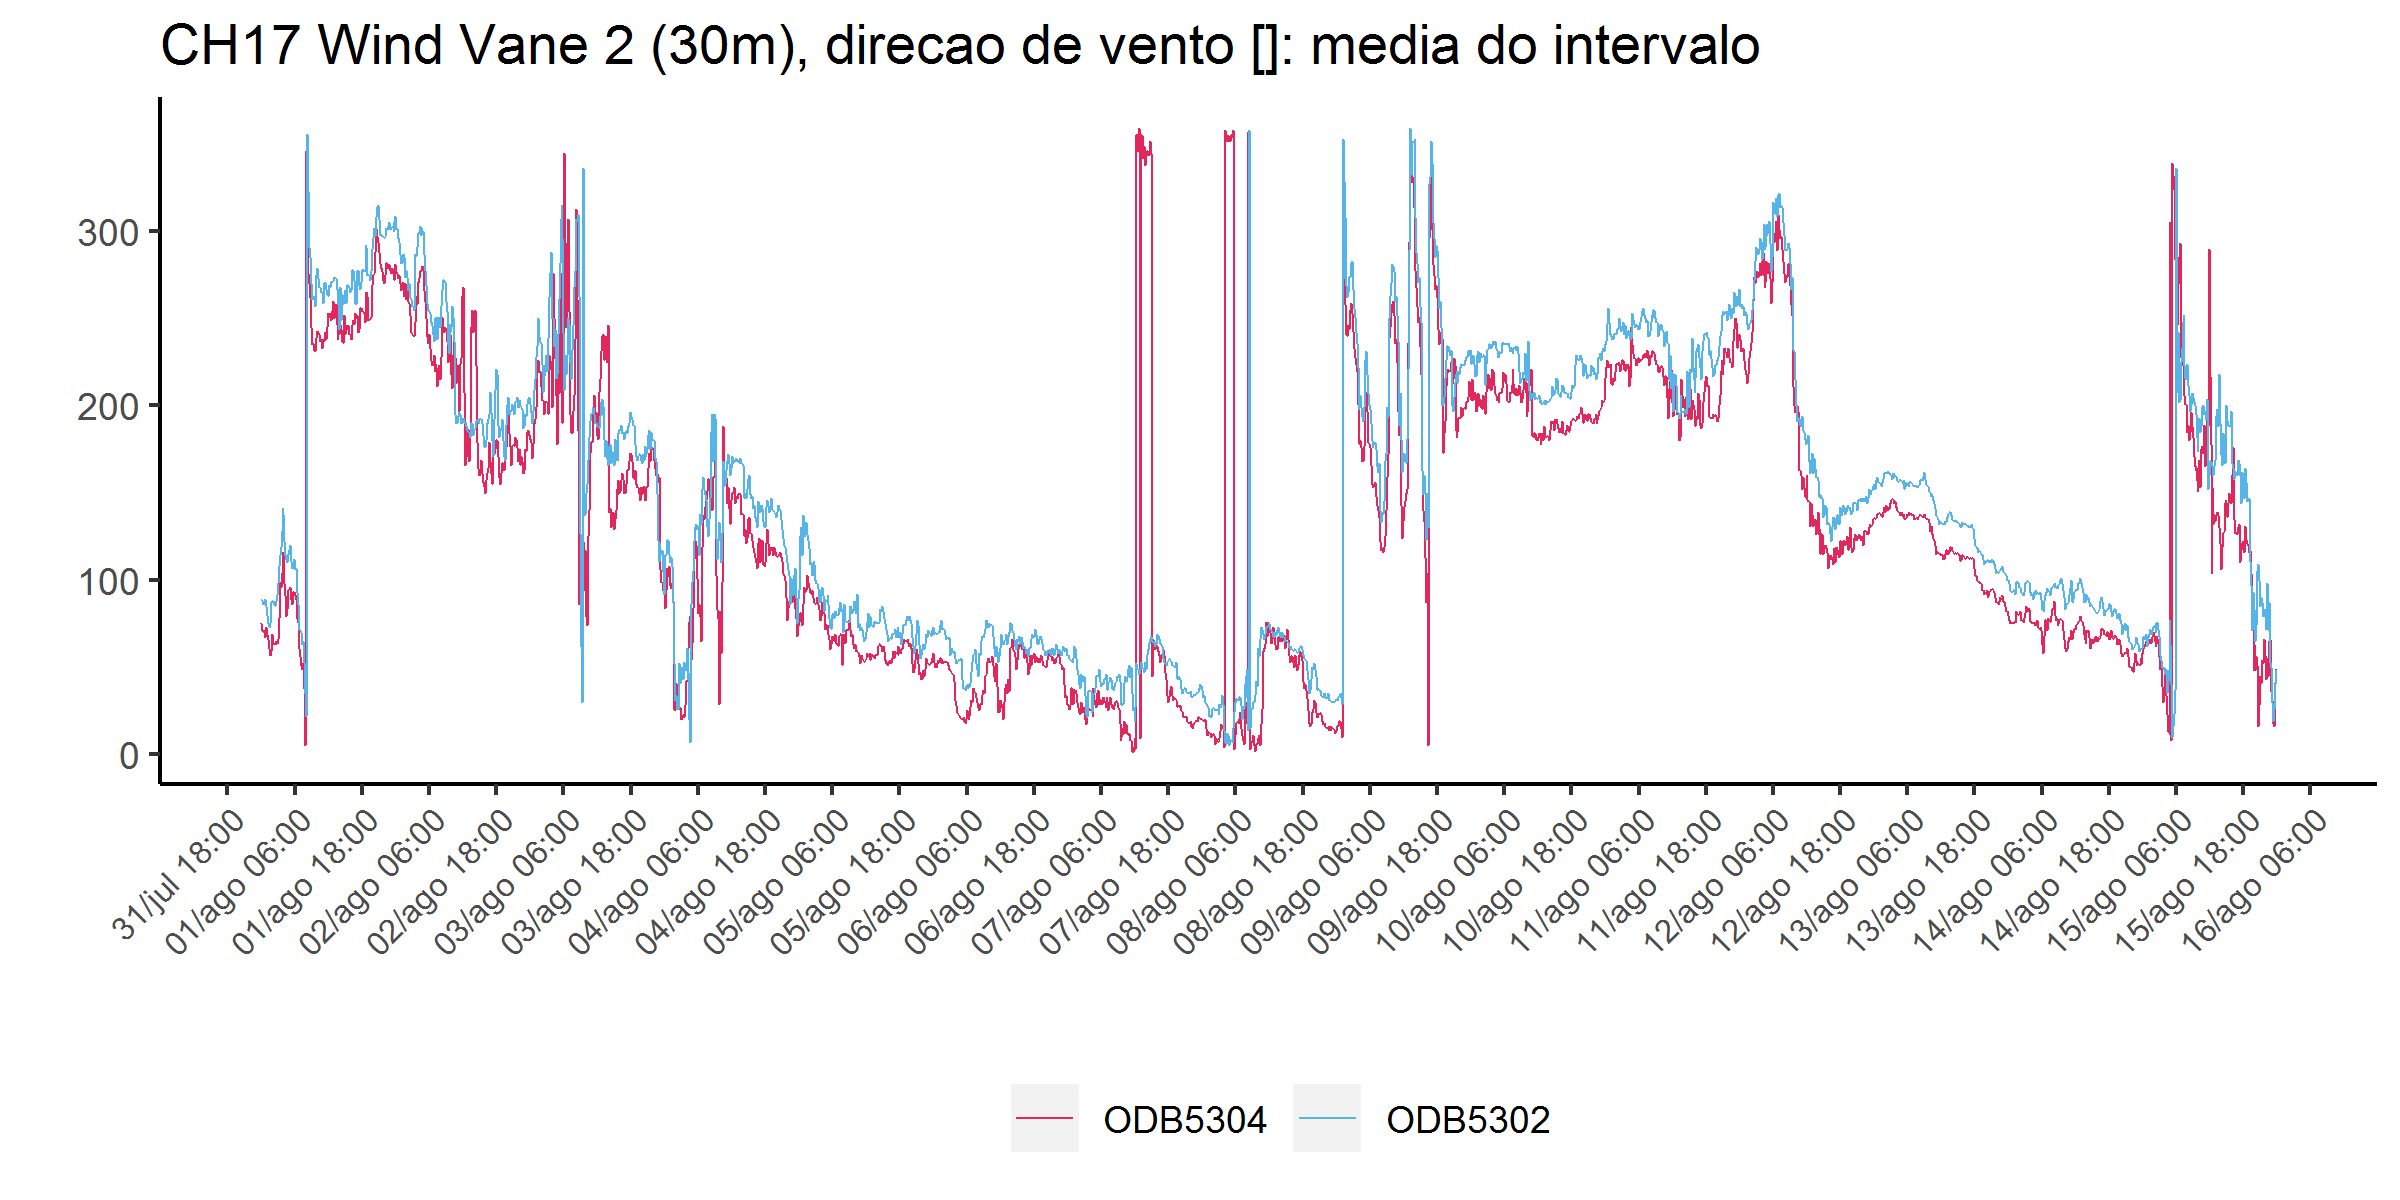 CH17 Wind Vane 2 (30m), direcao de vento []: media do intervalo
300
200
100
0
31/jul 18:00
01/ago 06:00
01/ago 18:00
02/ago 06:00
02/ago 18:00
03/ago 06:00
03/ago 18:00
04/ago 06:00
04/ago 18:00
05/ago 06:00
05/ago 18:00
06/ago 06:00
06/ago 18:00
07/ago 06:00
07/ago 18:00
08/ago 06:00
08/ago 18:00
09/ago 06:00
09/ago 18:00
10/ago 06:00
10/ago 18:00
11/ago 06:00
11/ago 18:00
12/ago 06:00
12/ago 18:00
13/ago 06:00
13/ago 18:00
14/ago 06:00
14/ago 18:00
15/ago 06:00
15/ago 18:00
16/ago 06:00
ODB5304 ODB5302